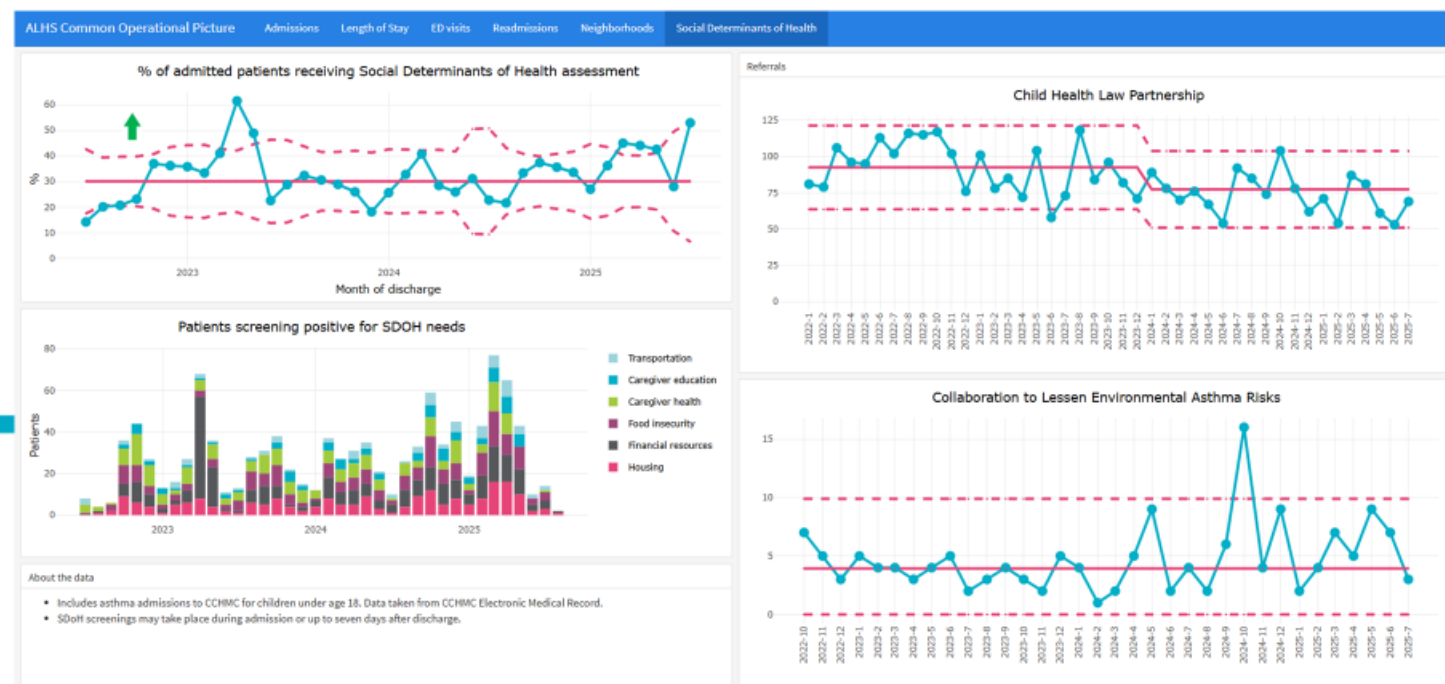 ALHS Common Operational Picture Admissions Length of Stay ED visits Readmissions Neighborhoods Social Determinants of Health
% of admitted patients receiving Social Determinants of Health assessment
%
60
50
40
30
20
10
0
2023 2024 2025
Month of discharge
Patients screening positive for SDOH needs
Patients
80
60
40
20
0
2023 2024 2025
Transportation
Caregiver education
Caregiver health
Food insecurity
Financial resources
Housing
About the data
Includes asthma admissions to CCHMC for children under age 18. Data taken from CCHMC Electronic Medical Record.
SDoH screenings may take place during admission or up to seven days after discharge.
Referrals
Child Health Law Partnership
125
100
75
50
25
0
2022-1 2022-2 2022-3 2022-4 2022-5 2022-6 2022-7 2022-8 2022-9 2022-10 2022-11 2022-12 2023-1 2023-2 2023-3 2023-4 2023-5 2023-6 2023-7 2023-8 2023-9 2023-10 2023-11 2023-12 2024-1 2024-2 2024-3 2024-4 2024-5 2024-6 2024-7 2024-8 2024-9 2024-10 2024-11 2024-12 2025-1 2025-2 2025-3 2025-4 2025-5 2025-6 2025-7
Collaboration to Lessen Environmental Asthma Risks
15
10
5
0
2022-10 2022-11 2022-12 2023-1 2023-2 2023-3 2023-4 2023-5 2023-6 2023-7 2023-8 2023-9 2023-10 2023-11 2023-12 2024-1 2024-2 2024-3 2024-4 2024-5 2024-6 2024-7 2024-8 2024-9 2024-10 2024-11 2024-12 2025-1 2025-2 2025-3 2025-4 2025-5 2025-6 2025-7